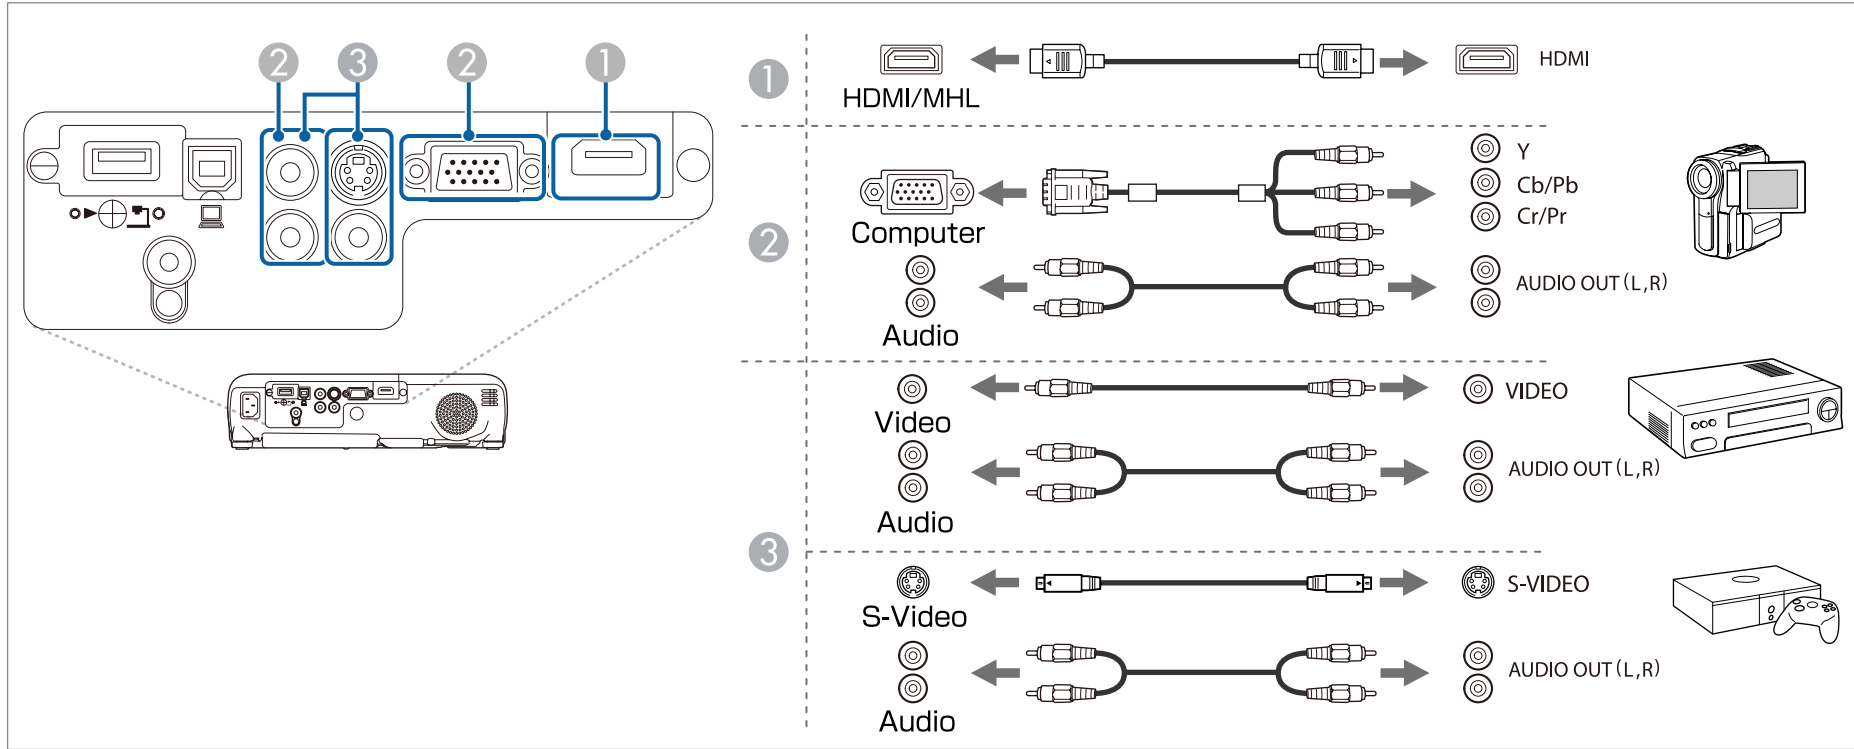 2 3 2 1
1 HDMI/MHL HDMI
2 Computer Y
Cb/Pb
Cr/Pr
Audio AUDIO OUT(L,R)
Video VIDEO
Audio AUDIO OUT(L,R)
3
S-Video S-VIDEO
Audio AUDIO OUT(L,R)